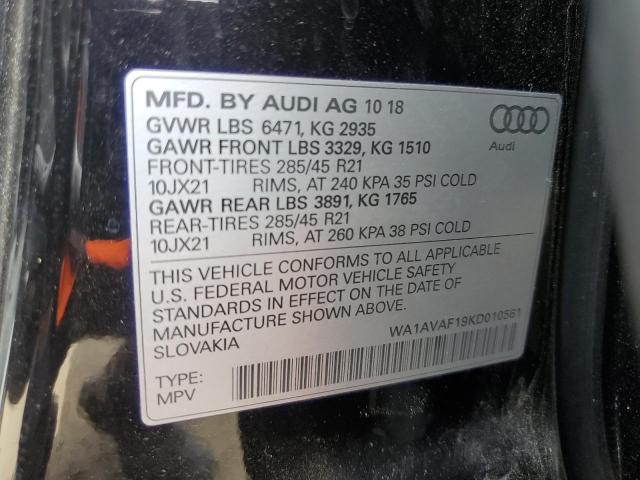 MFD. BY AUDI AG 10 18
GVWR LBS 6471, KG 2935
GAWR FRONT LBS 3329, KG 1510
FRONT-TIRES 285/45 R21
10JX21 RIMS, AT 240 KPA 35 PSI COLD
GAWR REAR LBS 3891, KG 1765
REAR-TIRES 285/45 R21
10JX21 RIMS, AT 260 KPA 38 PSI COLD
Audi
THIS VEHICLE CONFORMS TO ALL APPLICABLE
U.S. FEDERAL MOTOR VEHICLE SAFETY
STANDARDS IN EFFECT ON THE DATE OF
MANUFACTURE SHOWN ABOVE.
SLOVAKIA
WA1AVAF19KD010561
TYPE:
MPV